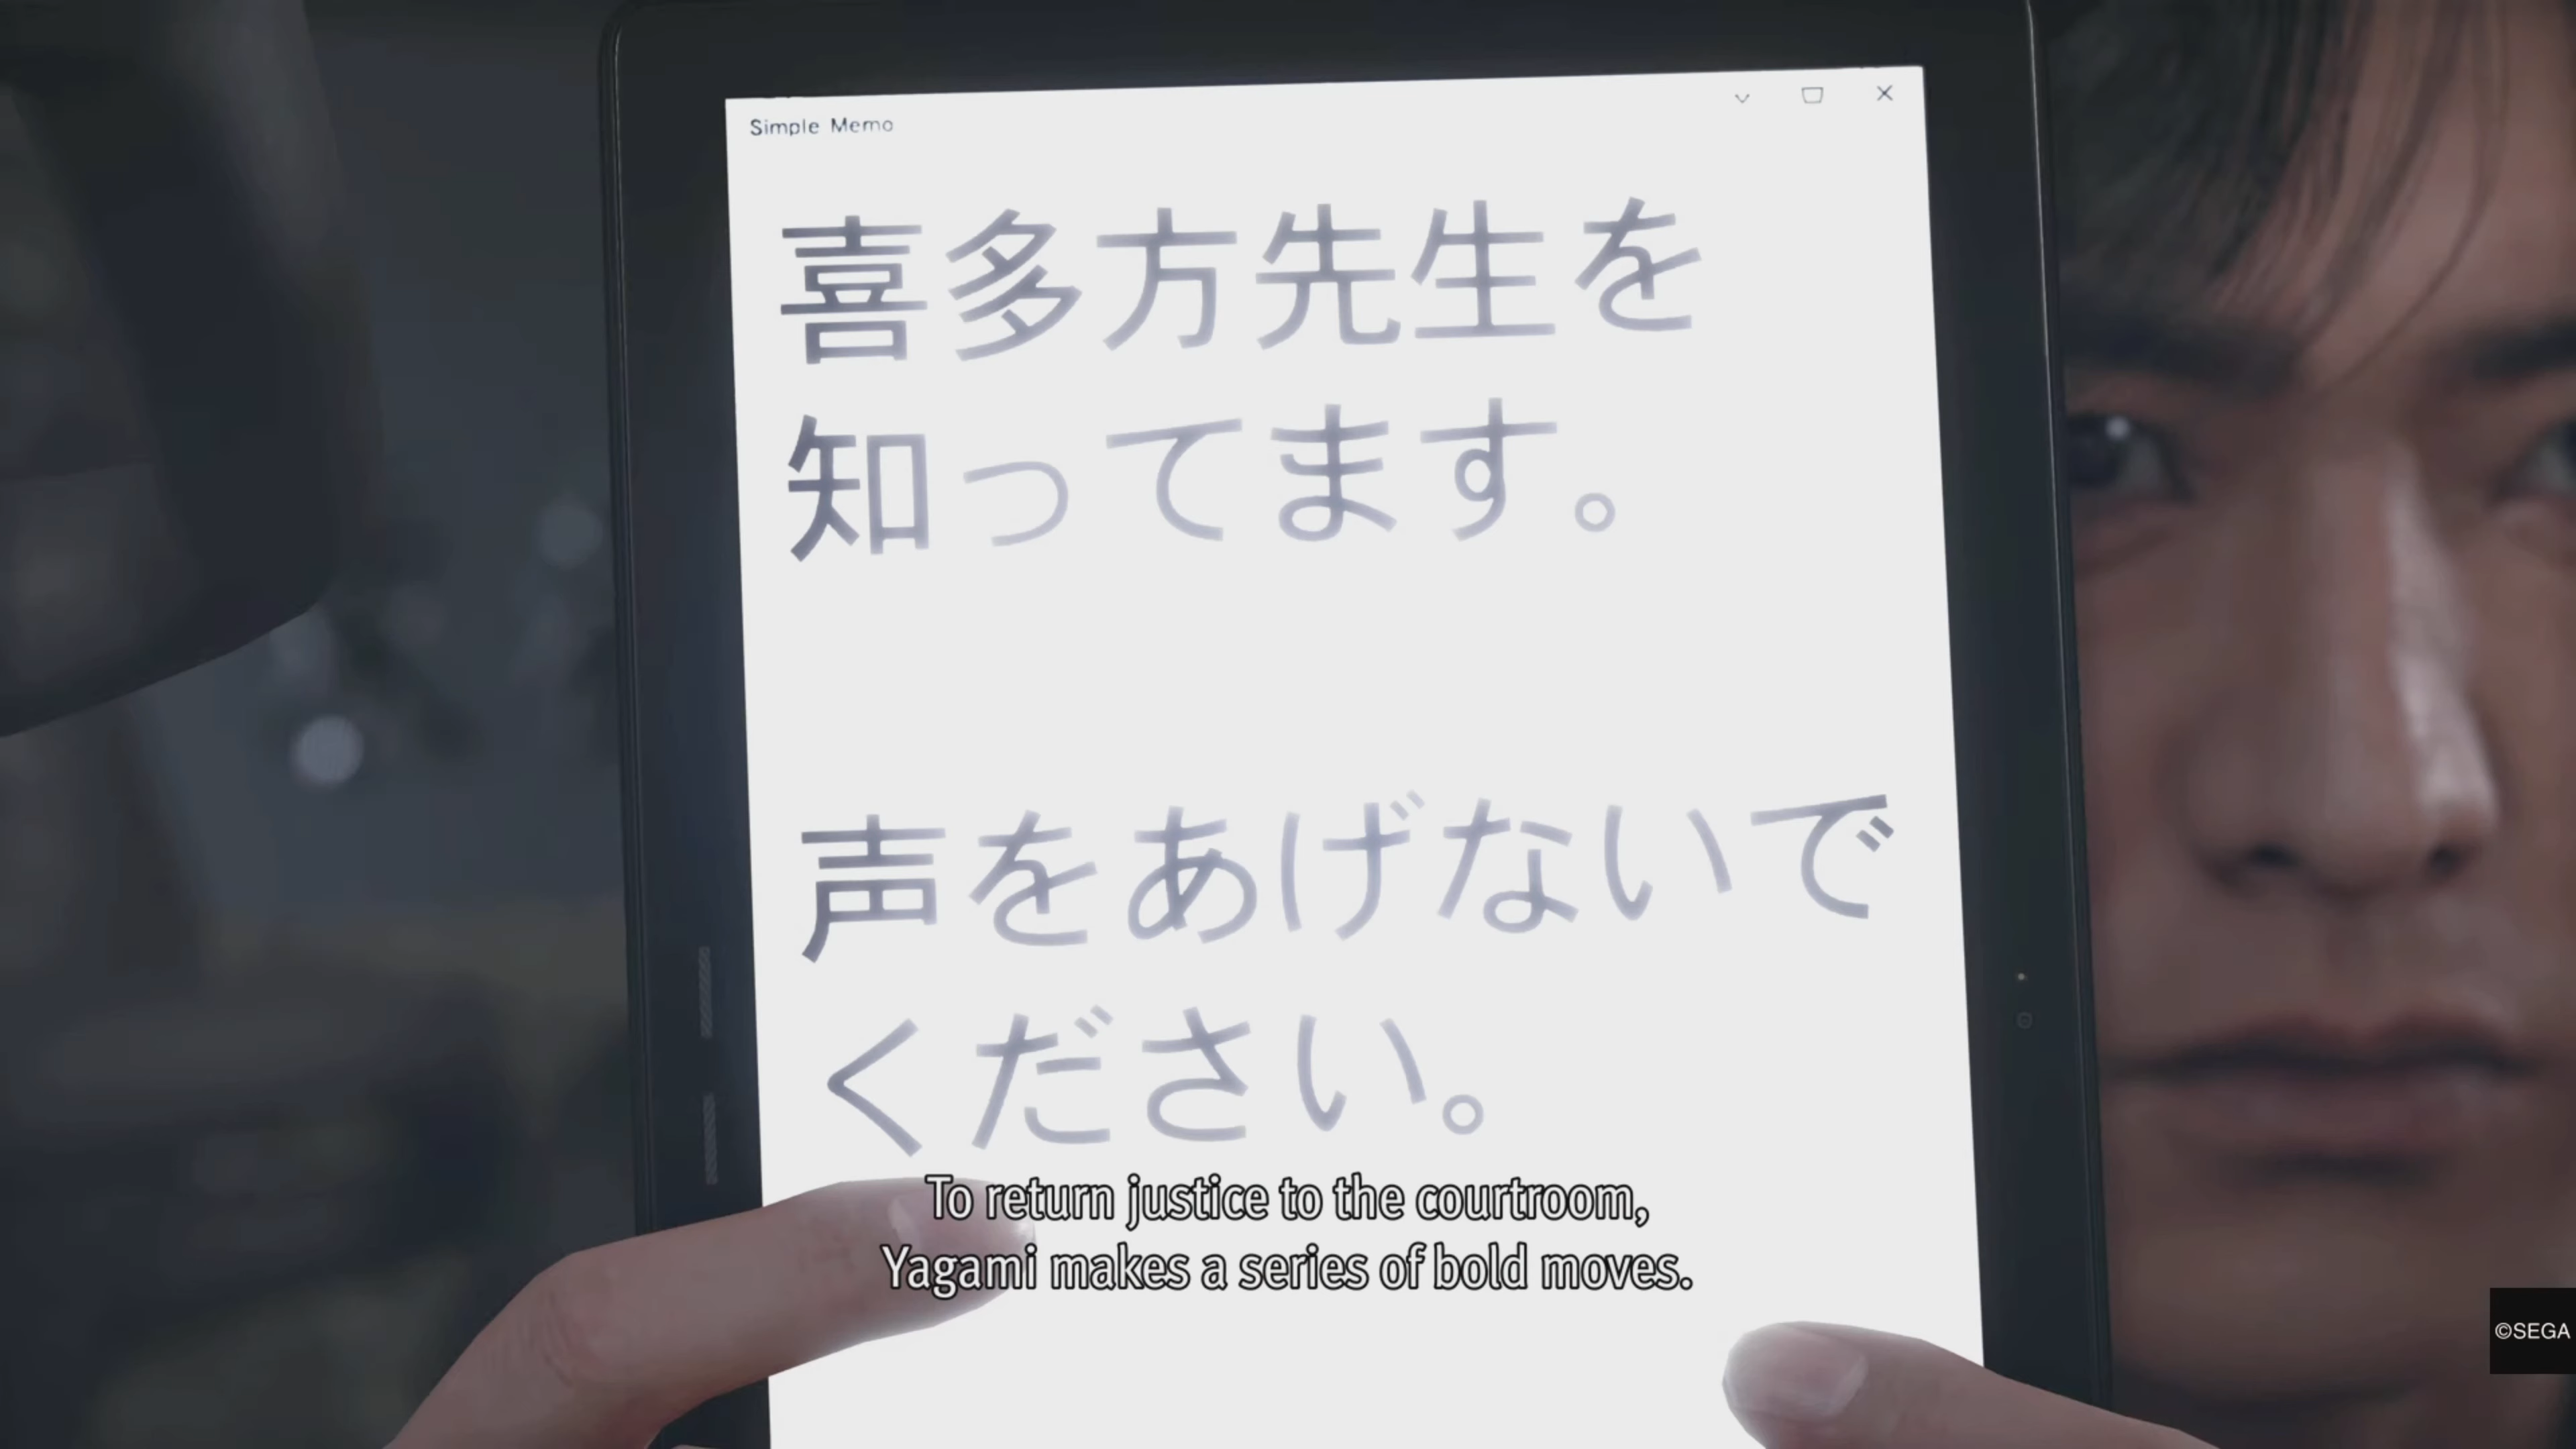 Simple Memo
喜多方先生を
知ってます。
声をあげないで
ください。
To return justice to the courtroom,
Yagami makes a series of bold moves.
©SEGA